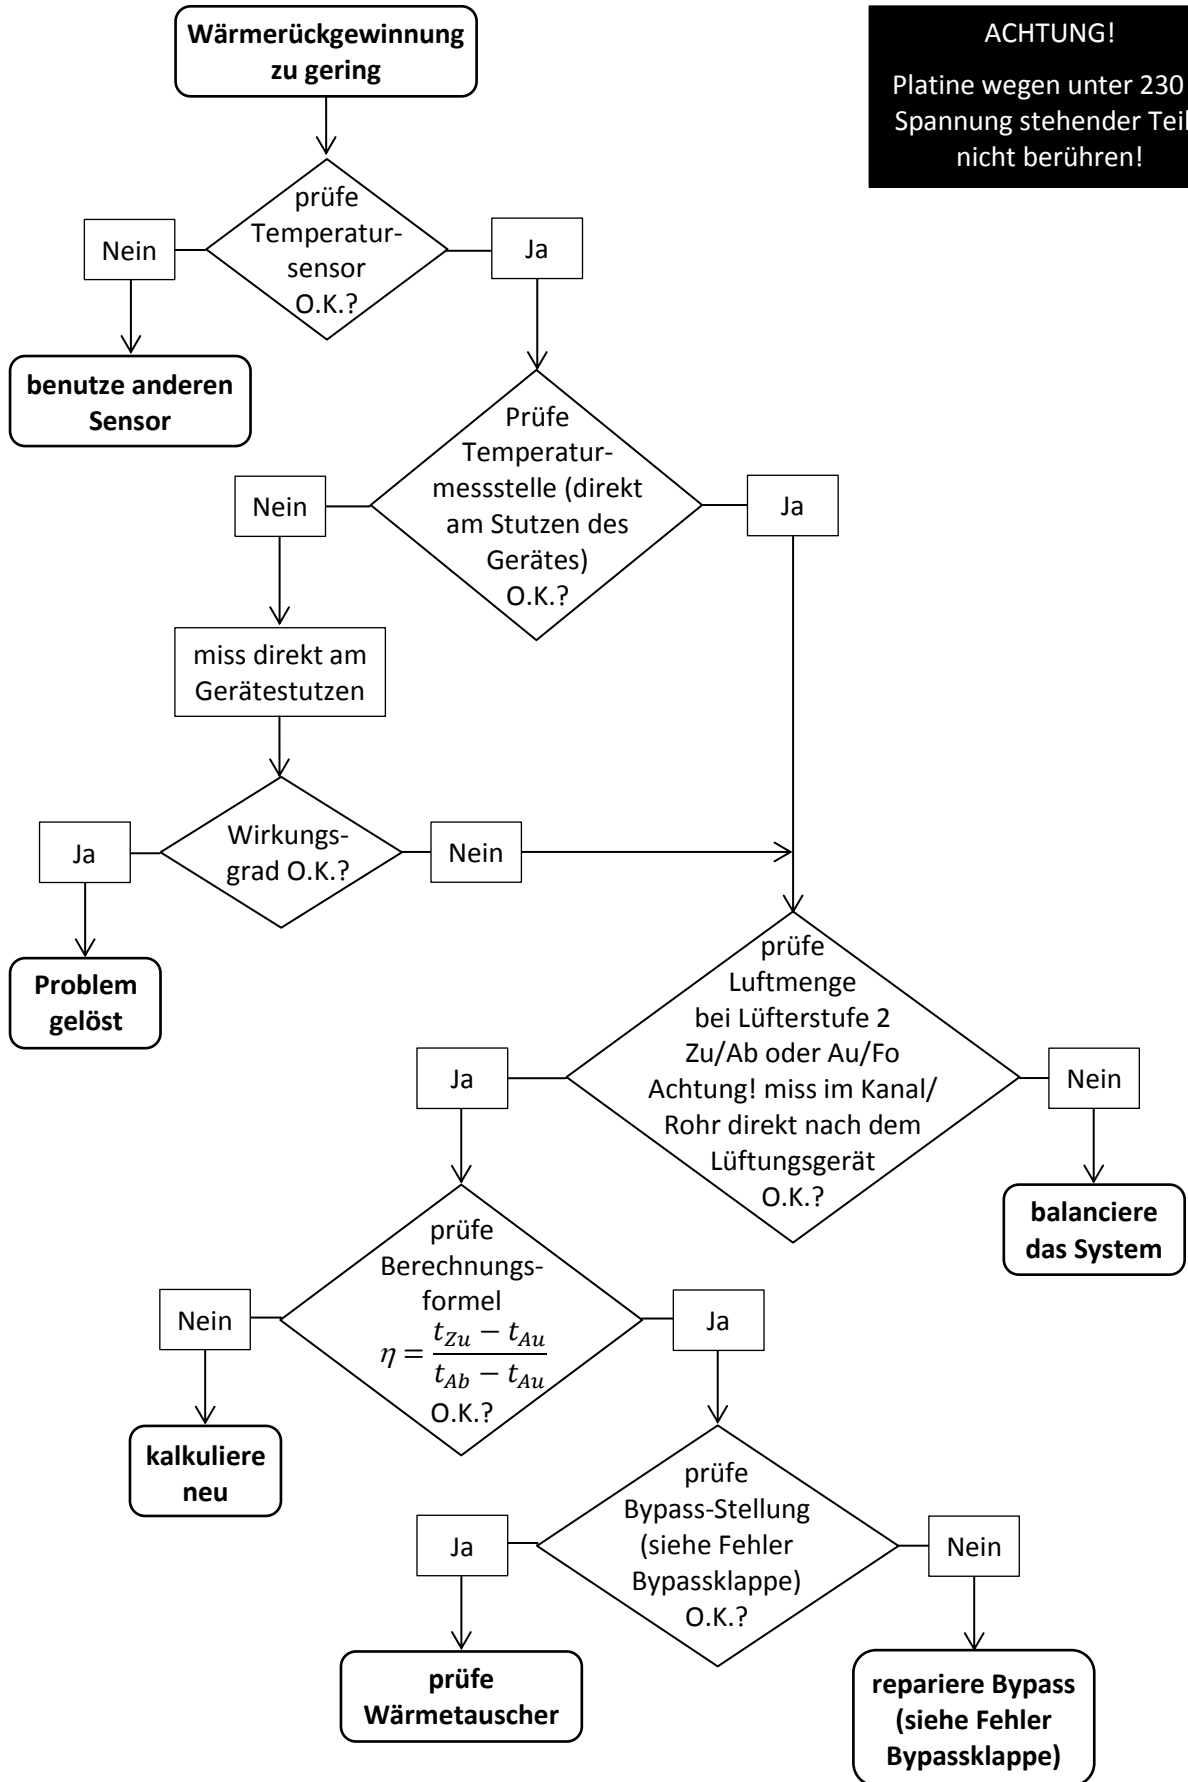 Wärmerückgewinnung
zu gering
ACHTUNG!
Platine wegen unter 230
Spannung stehender Teil
nicht berühren!
prüfe
Temperatur-
sensor
O.K.?
Nein
Ja
benutze anderen
Sensor
Prüfe
Temperatur-
messstelle (direkt
am Stutzen des
Gerätes)
O.K.?
Nein
Ja
miss direkt am
Gerätestutzen
Wirkungs-
grad O.K.?
Ja
Nein
Problem
gelöst
prüfe
Luftmenge
bei Lüfterstufe 2
Zu/Ab oder Au/Fo
Achtung! miss im Kanal/
Rohr direkt nach dem
Lüftungsgerät
O.K.?
Ja
Nein
balanciere
das System
prüfe
Berechnungs-
formel
η = (t_Zu − t_Au) / (t_Ab − t_Au)
O.K.?
Nein
Ja
kalkuliere
neu
prüfe
Bypass-Stellung
(siehe Fehler
Bypassklappe)
O.K.?
Ja
Nein
prüfe
Wärmetauscher
repariere Bypass
(siehe Fehler
Bypassklappe)